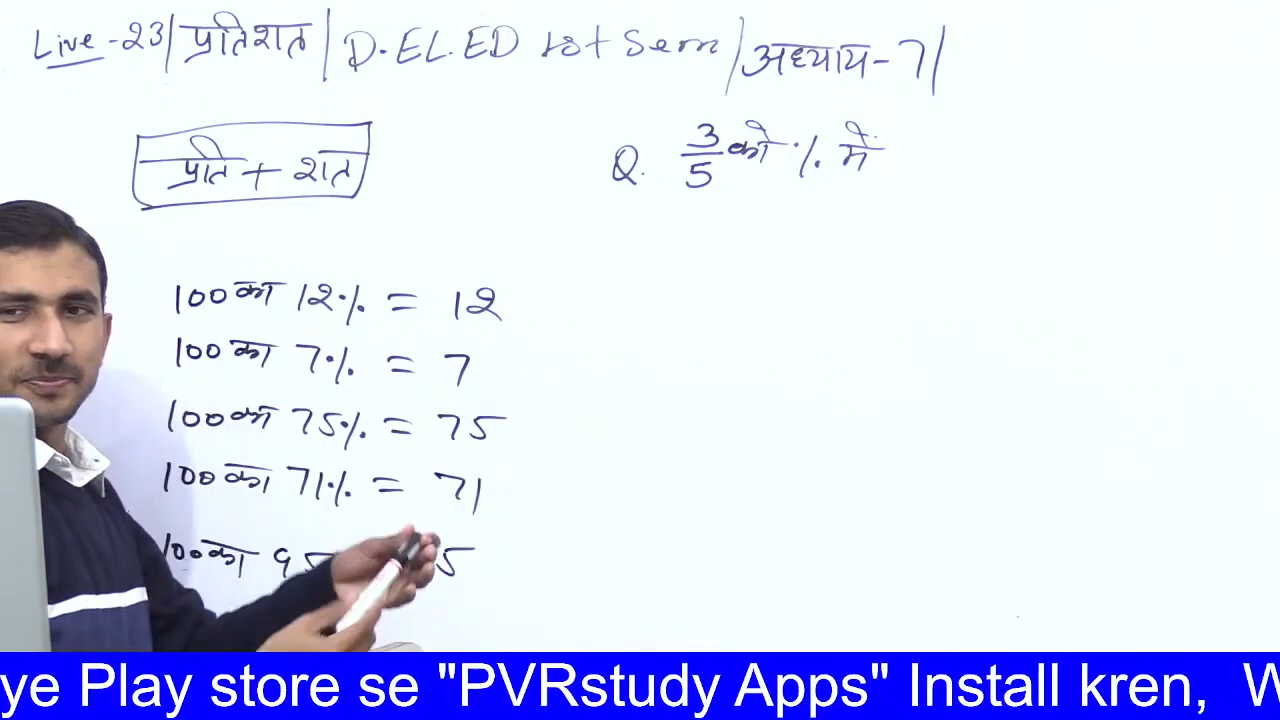 Live-23| प्रतिशत | D.EL.ED 1st Sem | अध्याय-7|
प्रति + शत
Q. 3/5 को % में
100 का 12% = 12
100 का 7% = 7
100 का 75% = 75
100 का 71% = 71
100 का 95 5
ye Play store se "PVRstudy Apps" Install kren, W